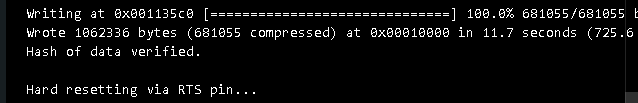 Writing at 0x001135c0 [==============================] 100.0% 681055/681055 b
Wrote 1062336 bytes (681055 compressed) at 0x00010000 in 11.7 seconds (725.6
Hash of data verified.
Hard resetting via RTS pin...